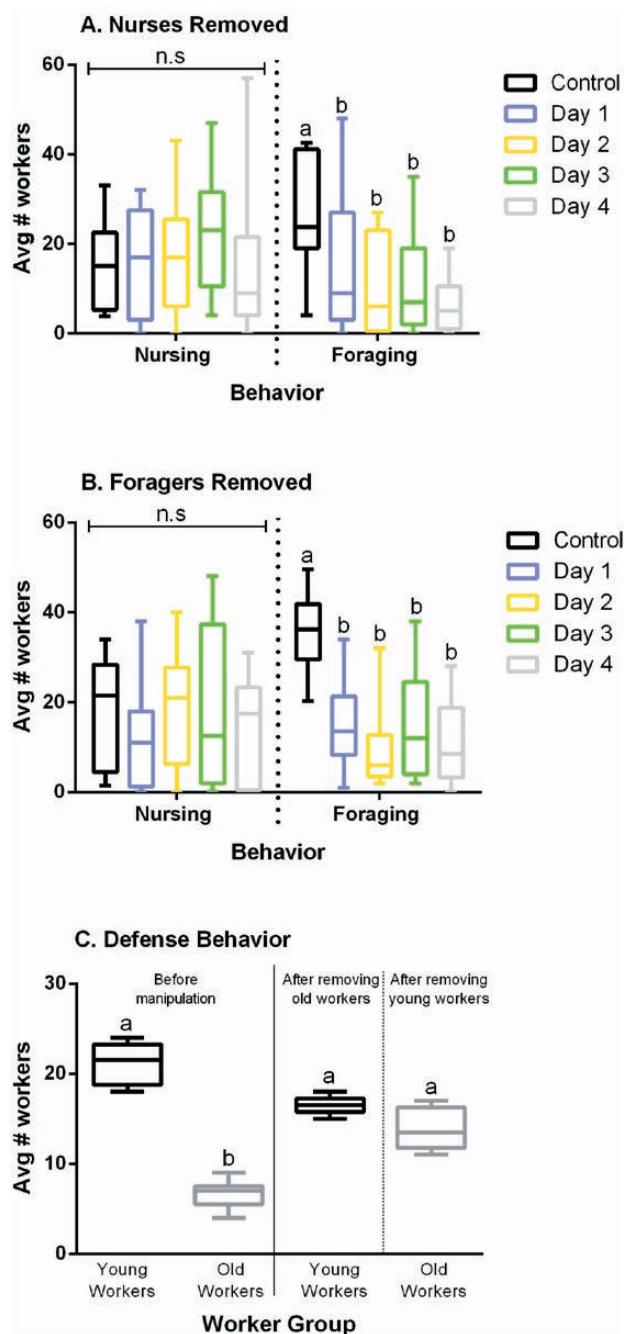 A. Nurses Removed
n.s
60
40
20
0
Avg # workers
a
b
b
b
b
Control
Day 1
Day 2
Day 3
Day 4
Nursing
Foraging
Behavior
B. Foragers Removed
n.s
60
40
20
0
Avg # workers
a
b
b
b
b
Control
Day 1
Day 2
Day 3
Day 4
Nursing
Foraging
Behavior
C. Defense Behavior
30
20
10
0
Avg # workers
Before
manipulation
After removing
old workers
After removing
young workers
a
b
a
a
Young
Workers
Old
Workers
Young
Workers
Old
Workers
Worker Group